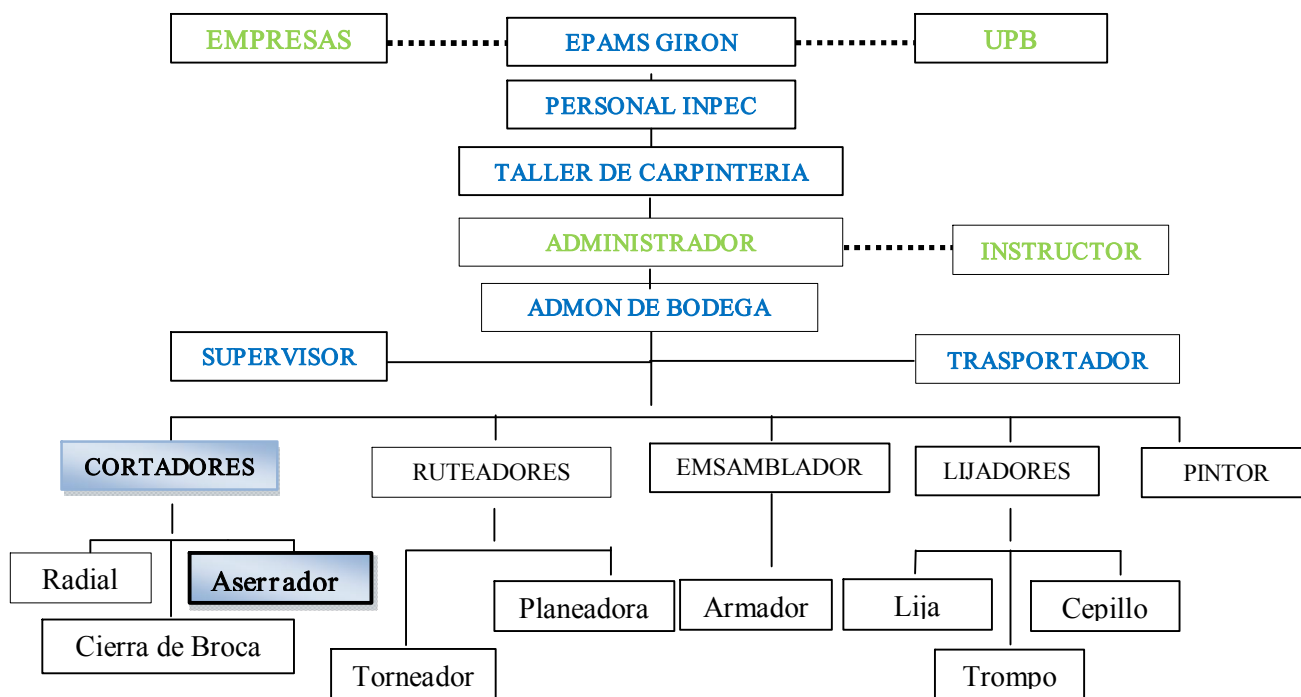 EMPRESAS
EPAMS GIRON
UPB
PERSONAL INPEC
TALLER DE CARPINTERIA
ADMINISTRADOR
INSTRUCTOR
ADMON DE BODEGA
SUPERVISOR
TRASPORTADOR
CORTADORES
RUTEADORES
EMSAMBLADOR
LIJADORES
PINTOR
Radial
Aserrador
Planeadora
Armador
Lija
Cepillo
Cierra de Broca
Torneador
Trompo